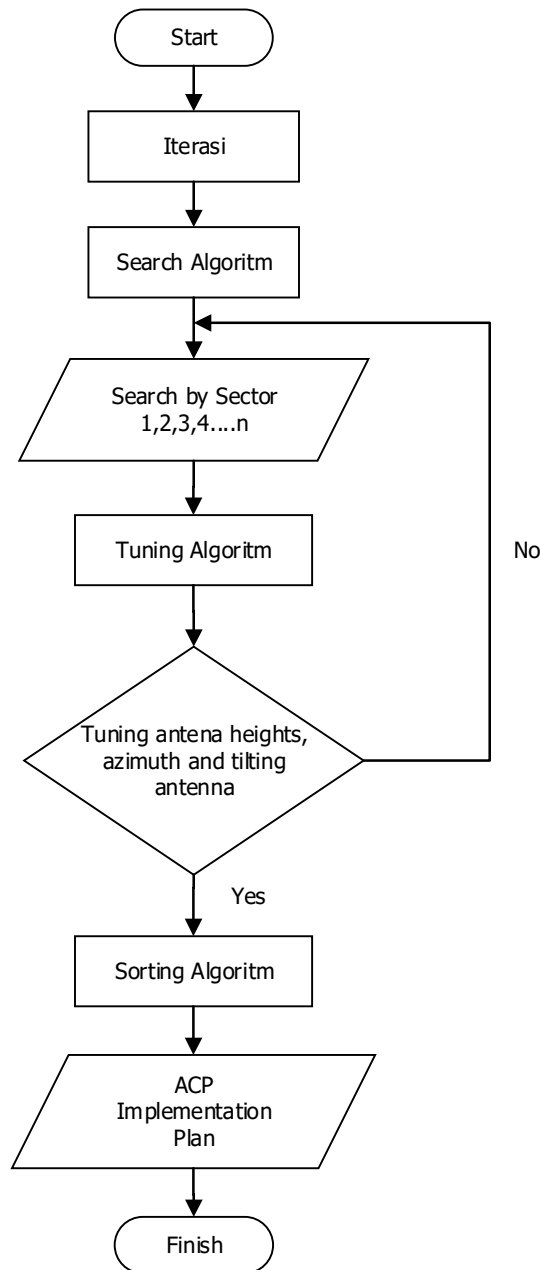 Start
Iterasi
Search Algoritm
Search by Sector
1,2,3,4....n
Tuning Algoritm
No
Tuning antena heights,
azimuth and tilting
antenna
Yes
Sorting Algoritm
ACP
Implementation
Plan
Finish